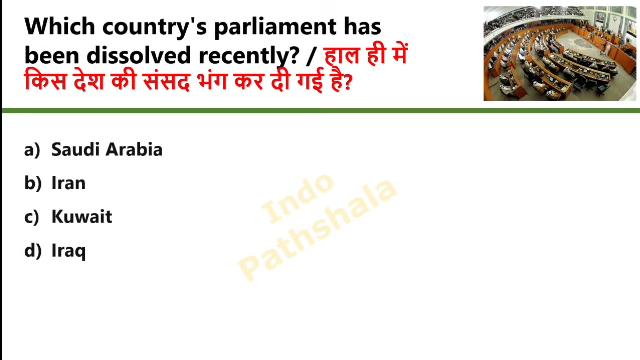 Which country's parliament has
been dissolved recently? / हाल ही में
किस देश की संसद भंग कर दी गई है?
a) Saudi Arabia
b) Iran
c) Kuwait
d) Iraq
Indo
Pathshala